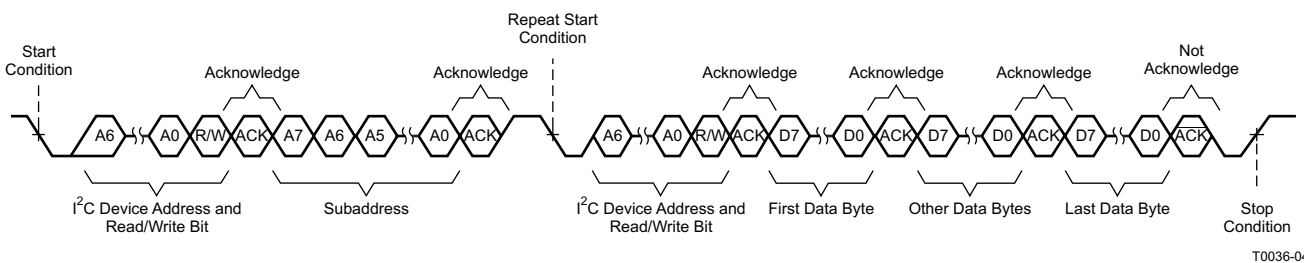 Repeat Start
Condition
Start
Condition
Not
Acknowledge
Acknowledge
Acknowledge
Acknowledge
Acknowledge
Acknowledge
A6 A0 R/W ACK A7 A6 A5 A0 ACK A6 A0 R/W ACK D7 D0 ACK D7 D0 ACK D7 D0 ACK
I²C Device Address and
Read/Write Bit
Subaddress
I²C Device Address and
Read/Write Bit
First Data Byte
Other Data Bytes
Last Data Byte
Stop
Condition
T0036-04